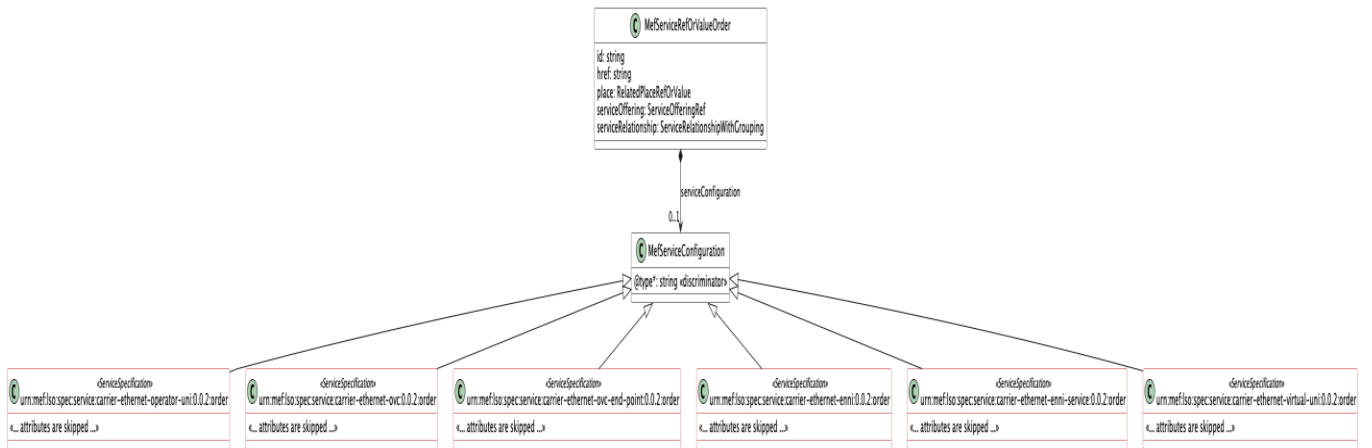 C MefServiceRefOrValueOrder
id: string
href: string
place: RelatedPlaceRefOrValue
serviceOffering: ServiceOfferingRef
serviceRelationship: ServiceRelationshipWithGrouping
serviceConfiguration
0..1
C MefServiceConfiguration
@type*: string «discriminator»
«ServiceSpecification»
C urn:mef:lso:spec:service:carrier-ethernet-operator-uni:0.0.2:order
«... attributes are skipped ...»
«ServiceSpecification»
C urn:mef:lso:spec:service:carrier-ethernet-ovc:0.0.2:order
«... attributes are skipped ...»
«ServiceSpecification»
C urn:mef:lso:spec:service:carrier-ethernet-ovc-end-point:0.0.2:order
«... attributes are skipped ...»
«ServiceSpecification»
C urn:mef:lso:spec:service:carrier-ethernet-enni:0.0.2:order
«... attributes are skipped ...»
«ServiceSpecification»
C urn:mef:lso:spec:service:carrier-ethernet-enni-service:0.0.2:order
«... attributes are skipped ...»
«ServiceSpecification»
C urn:mef:lso:spec:service:carrier-ethernet-virtual-uni:0.0.2:order
«... attributes are skipped ...»